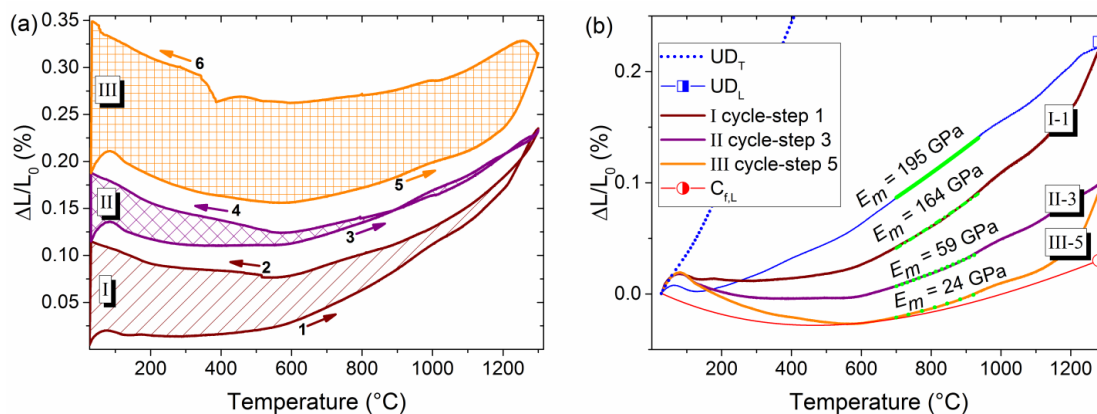 (a)
0.35
0.30
0.25
0.20
0.15
0.10
0.05
ΔL/L₀ (%)
6
III
5
4
II
3
2
I
1
200 400 600 800 1000 1200
Temperature (°C)
(b)
0.2
0.1
0.0
ΔL/L₀ (%)
UD_T
UD_L
I cycle-step 1
II cycle-step 3
III cycle-step 5
C_f,L
E_m = 195 GPa
E_m = 164 GPa
E_m = 59 GPa
E_m = 24 GPa
I-1
II-3
III-5
200 400 600 800 1000 1200
Temperature (°C)